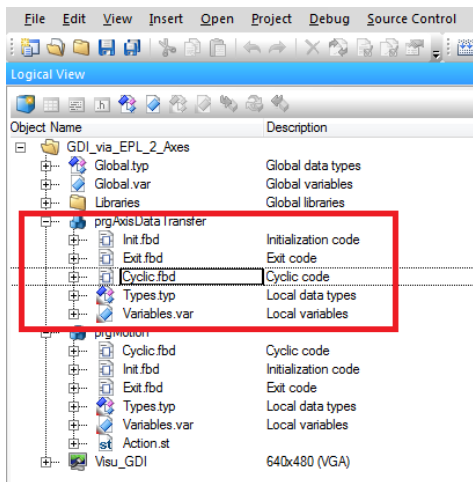 File Edit View Insert Open Project Debug Source Control
Logical View
Object Name Description
GDI_via_EPL_2_Axes
Global.typ Global data types
Global.var Global variables
Libraries Global libraries
prgAxisDataTransfer
Init.fbd Initialization code
Exit.fbd Exit code
Cyclic.fbd Cyclic code
Types.typ Local data types
Variables.var Local variables
prgMotion
Cyclic.fbd Cyclic code
Init.fbd Initialization code
Exit.fbd Exit code
Types.typ Local data types
Variables.var Local variables
st Action.st
Visu_GDI 640x480 (VGA)